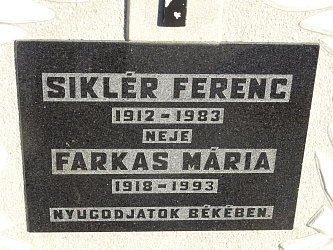 SIKLÉR FERENC
1912-1983
NEJE
FARKAS MÁRIA
1918-1993
NYUGODJATOK BÉKÉBEN.